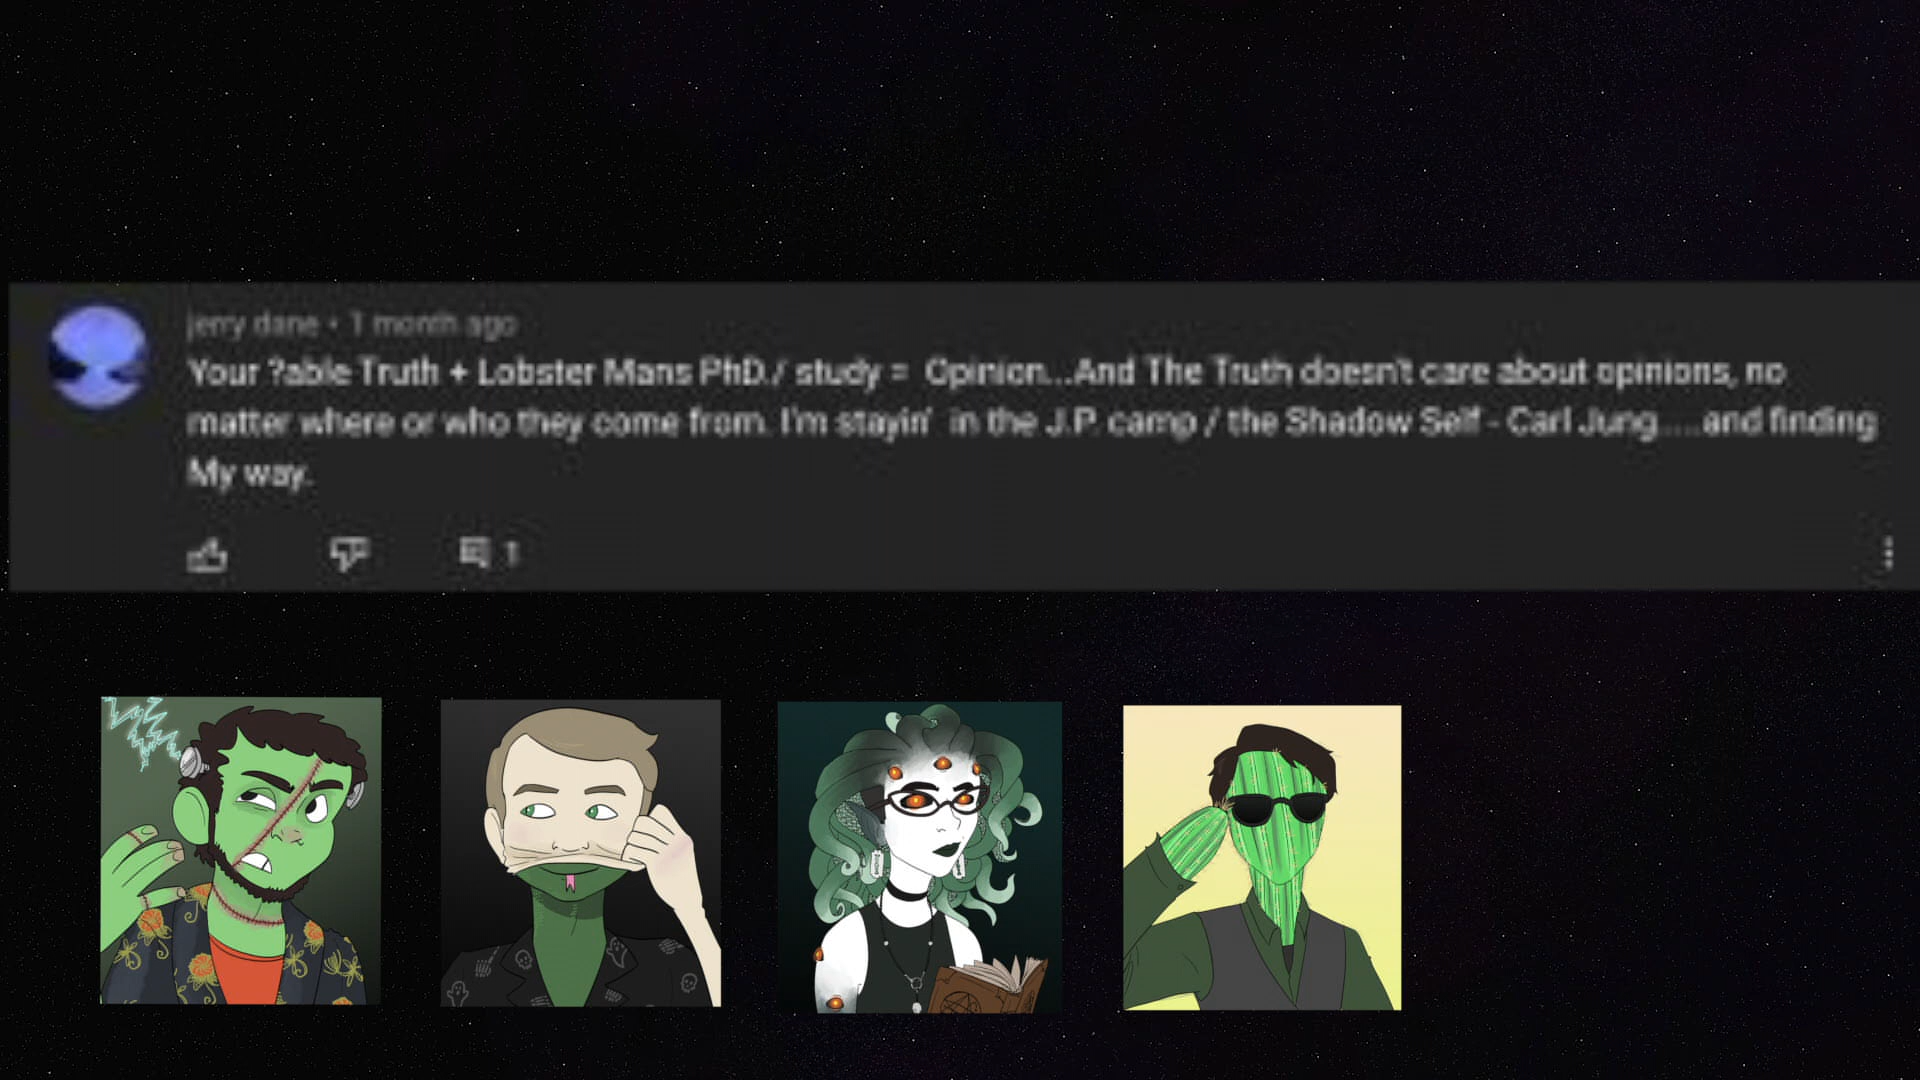 jerry dane • 1 month ago
Your ?able Truth + Lobster Mans PhD./ study = Opinion...And The Truth doesn't care about opinions, no
matter where or who they come from. I'm stayin' in the J.P. camp / the Shadow Self - Carl Jung.....and finding
My way.
1